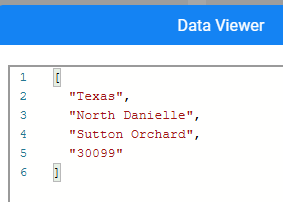 Data Viewer
1 [
2 "Texas",
3 "North Danielle",
4 "Sutton Orchard",
5 "30099"
6 ]